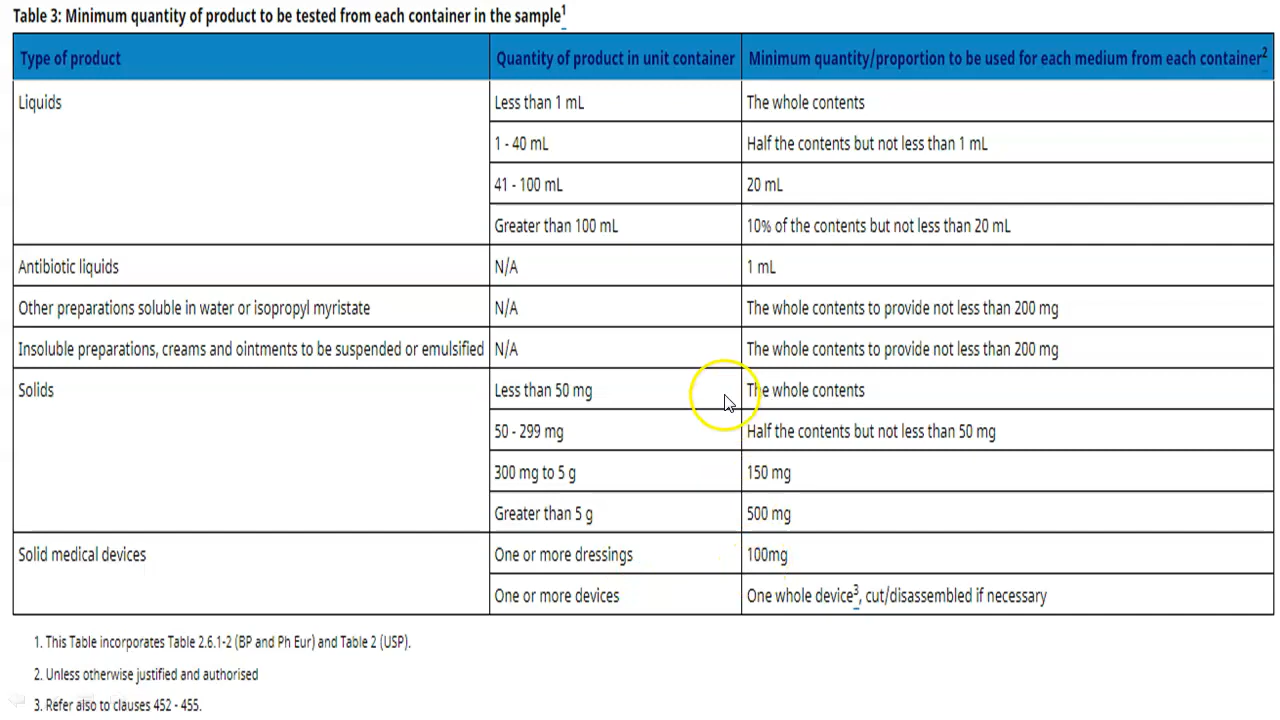 Table 3: Minimum quantity of product to be tested from each container in the sample1
Type of product Quantity of product in unit container Minimum quantity/proportion to be used for each medium from each container2
Liquids Less than 1 mL The whole contents
1 - 40 mL Half the contents but not less than 1 mL
41 - 100 mL 20 mL
Greater than 100 mL 10% of the contents but not less than 20 mL
Antibiotic liquids N/A 1 mL
Other preparations soluble in water or isopropyl myristate N/A The whole contents to provide not less than 200 mg
Insoluble preparations, creams and ointments to be suspended or emulsified N/A The whole contents to provide not less than 200 mg
Solids Less than 50 mg The whole contents
50 - 299 mg Half the contents but not less than 50 mg
300 mg to 5 g 150 mg
Greater than 5 g 500 mg
Solid medical devices One or more dressings 100mg
One or more devices One whole device3, cut/disassembled if necessary
1. This Table incorporates Table 2.6.1-2 (BP and Ph Eur) and Table 2 (USP).
2. Unless otherwise justified and authorised
3. Refer also to clauses 452 - 455.